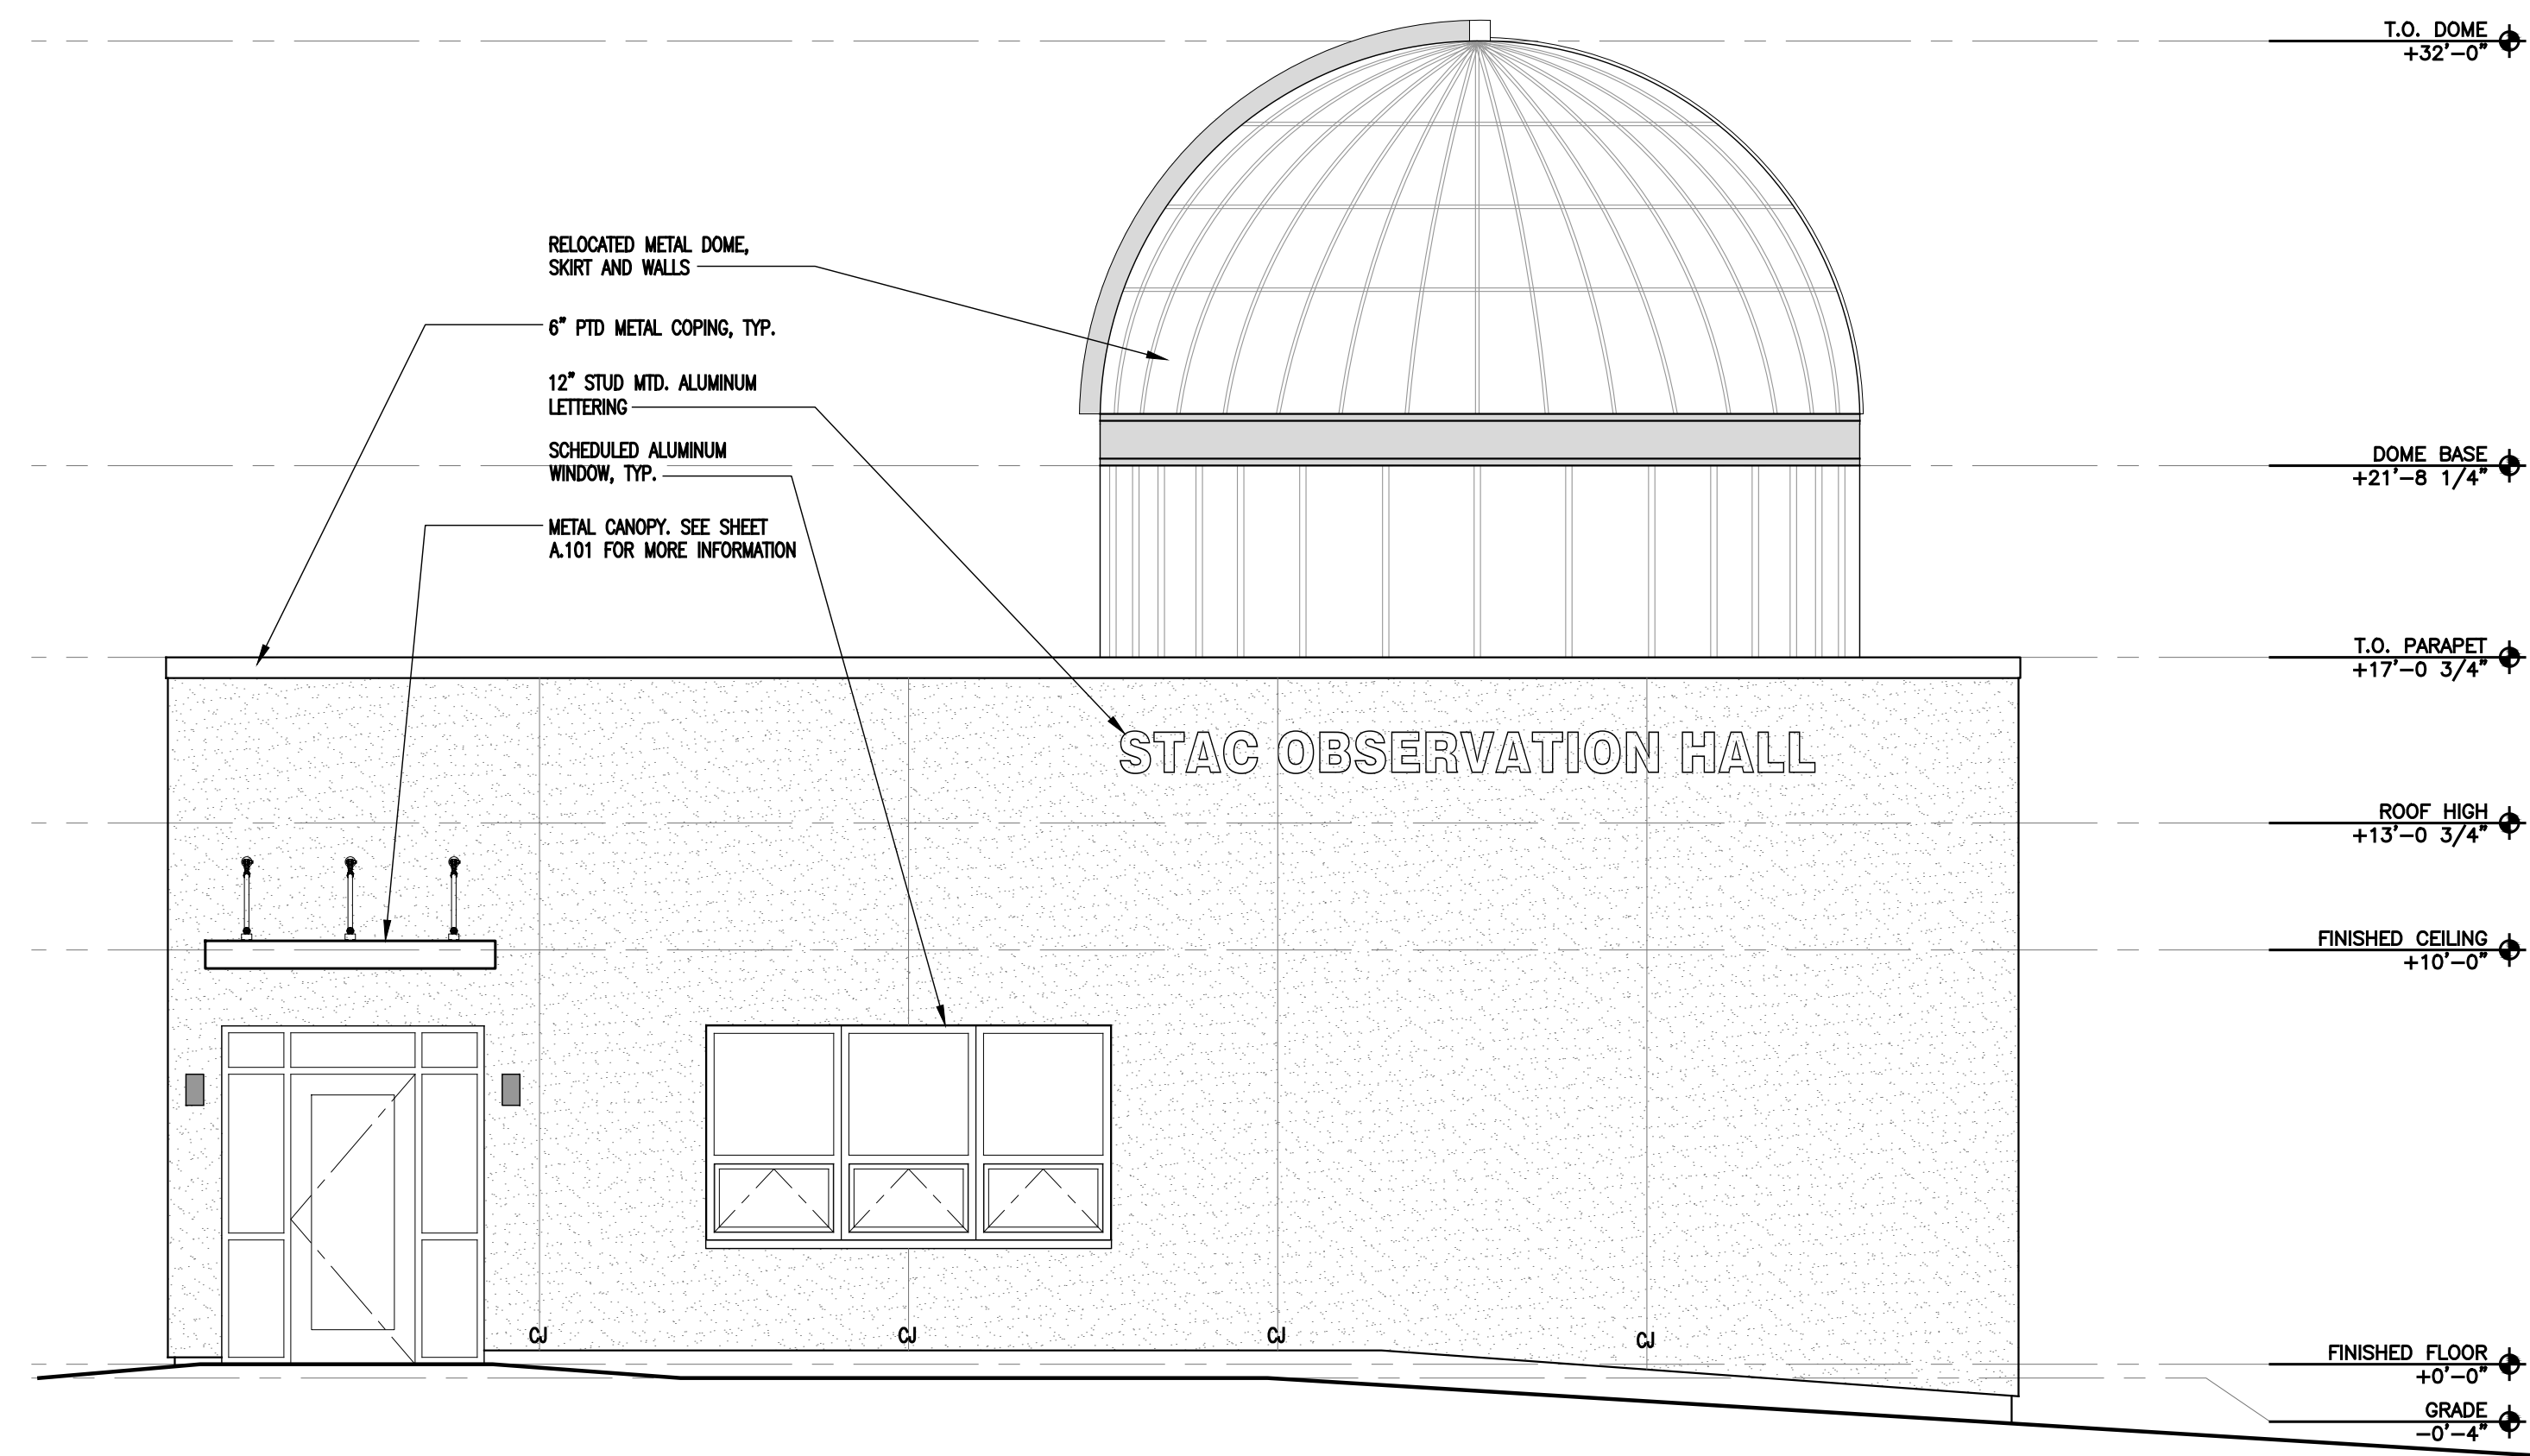 T.O. DOME
+32'-0"
RELOCATED METAL DOME,
SKIRT AND WALLS
6" PTD METAL COPING, TYP.
12" STUD MTD. ALUMINUM
LETTERING
SCHEDULED ALUMINUM
WINDOW, TYP.
METAL CANOPY. SEE SHEET
A.101 FOR MORE INFORMATION
DOME BASE
+21'-8 1/4"
T.O. PARAPET
+17'-0 3/4"
STAC OBSERVATION HALL
ROOF HIGH
+13'-0 3/4"
FINISHED CEILING
+10'-0"
CJ
CJ
CJ
CJ
FINISHED FLOOR
+0'-0"
GRADE
-0'-4"